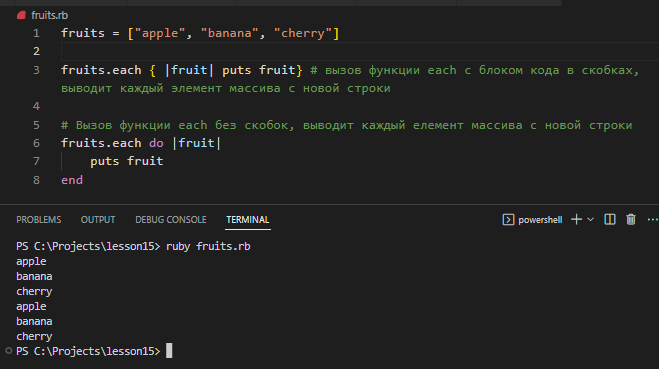 fruits.rb
1 fruits = ["apple", "banana", "cherry"]
2
3 fruits.each { |fruit| puts fruit} # вызов функции each с блоком кода в скобках,
выводит каждый элемент массива с новой строки
4
5 # Вызов функции each без скобок, выводит каждый елемент массива с новой строки
6 fruits.each do |fruit|
7 puts fruit
8 end
PROBLEMS OUTPUT DEBUG CONSOLE TERMINAL powershell
PS C:\Projects\lesson15> ruby fruits.rb
apple
banana
cherry
apple
banana
cherry
PS C:\Projects\lesson15>